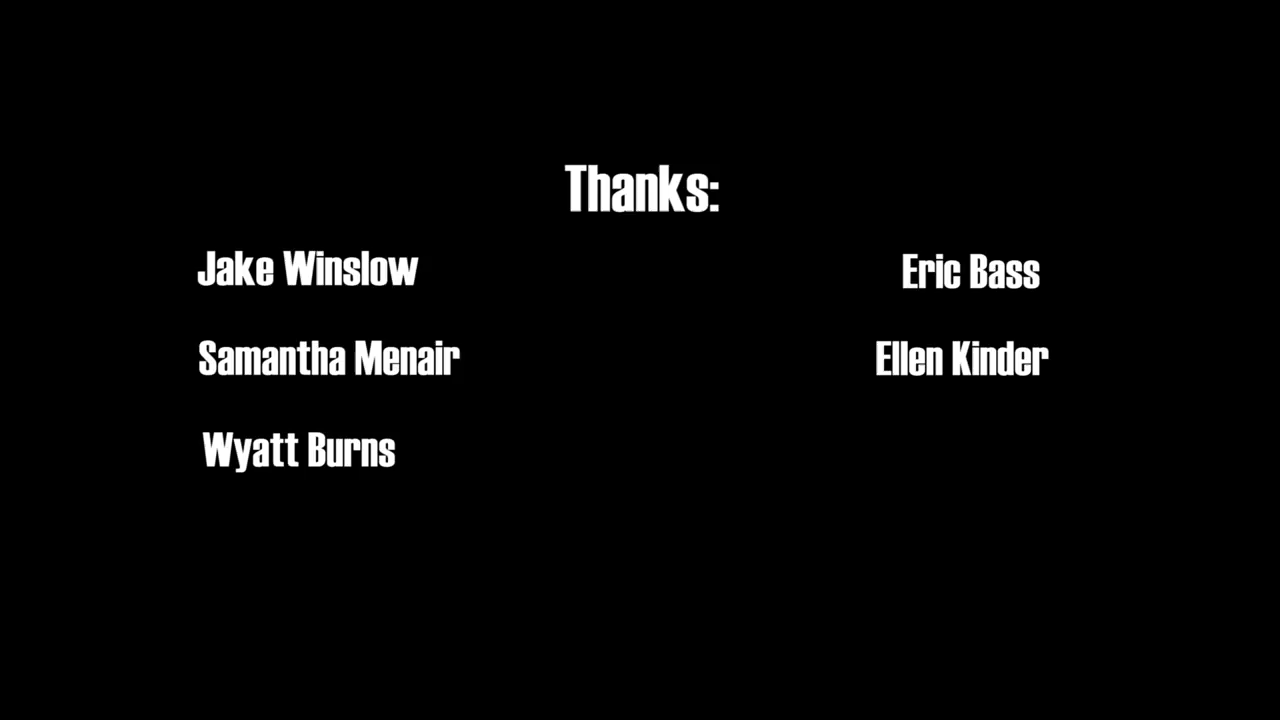 Thanks:
Jake Winslow
Eric Bass
Samantha Menair
Ellen Kinder
Wyatt Burns